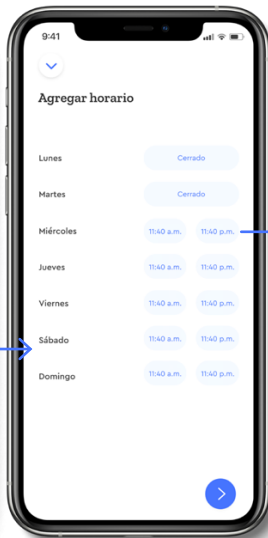 9:41
Agregar horario
Lunes Cerrado
Martes Cerrado
Miércoles 11:40 a.m. 11:40 p.m.
Jueves 11:40 a.m. 11:40 p.m.
Viernes 11:40 a.m. 11:40 p.m.
Sábado 11:40 a.m. 11:40 p.m.
Domingo 11:40 a.m. 11:40 p.m.